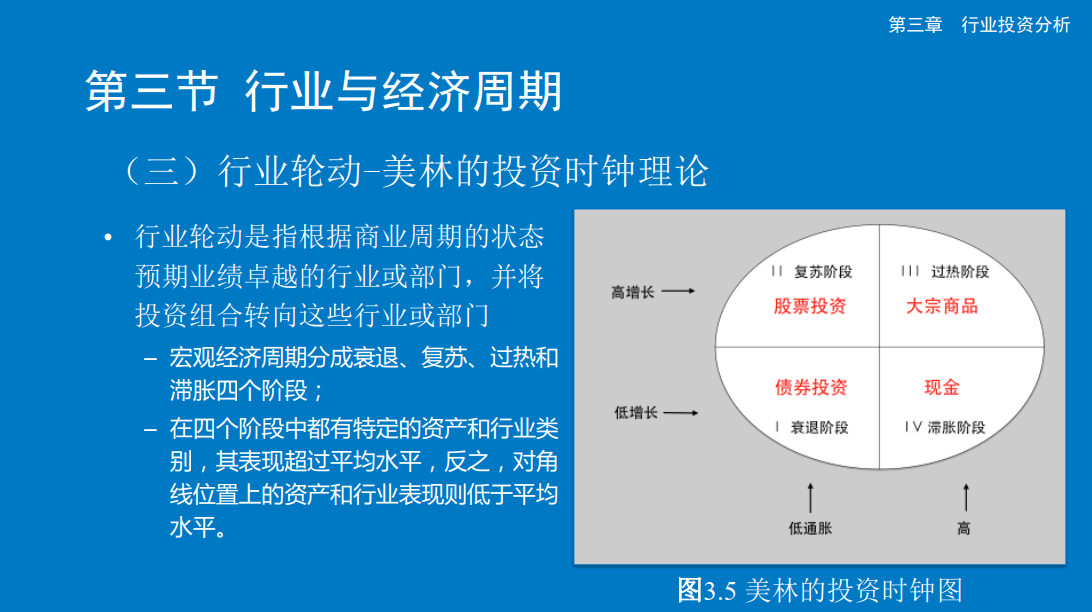 第三章 行业投资分析
第三节 行业与经济周期
（三）行业轮动–美林的投资时钟理论
• 行业轮动是指根据商业周期的状态
预期业绩卓越的行业或部门，并将
投资组合转向这些行业或部门
– 宏观经济周期分成衰退、复苏、过热和
滞胀四个阶段；
– 在四个阶段中都有特定的资产和行业类
别，其表现超过平均水平，反之，对角
线位置上的资产和行业表现则低于平均
水平。
II 复苏阶段
III 过热阶段
高增长
股票投资
大宗商品
债券投资
现金
低增长
I 衰退阶段
IV 滞胀阶段
低通胀
高
图3.5 美林的投资时钟图